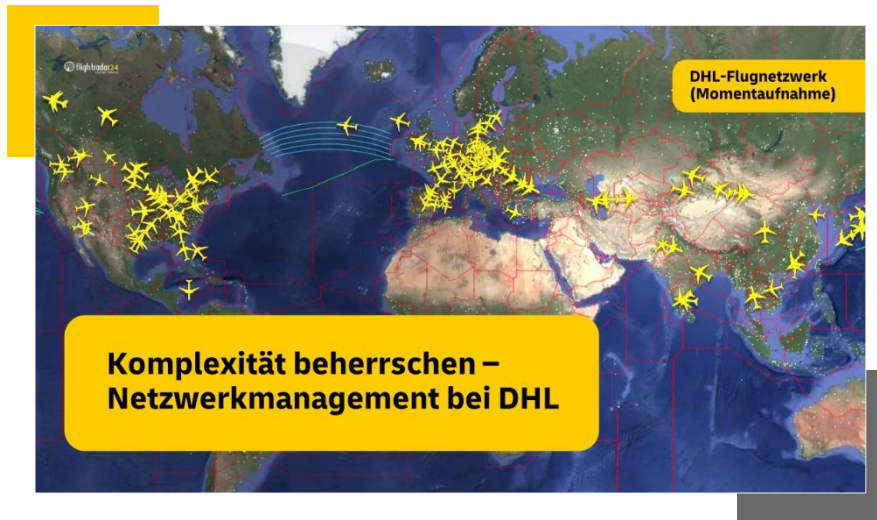 flightradar24
DHL-Flugnetzwerk
(Momentaufnahme)
Komplexität beherrschen –
Netzwerkmanagement bei DHL